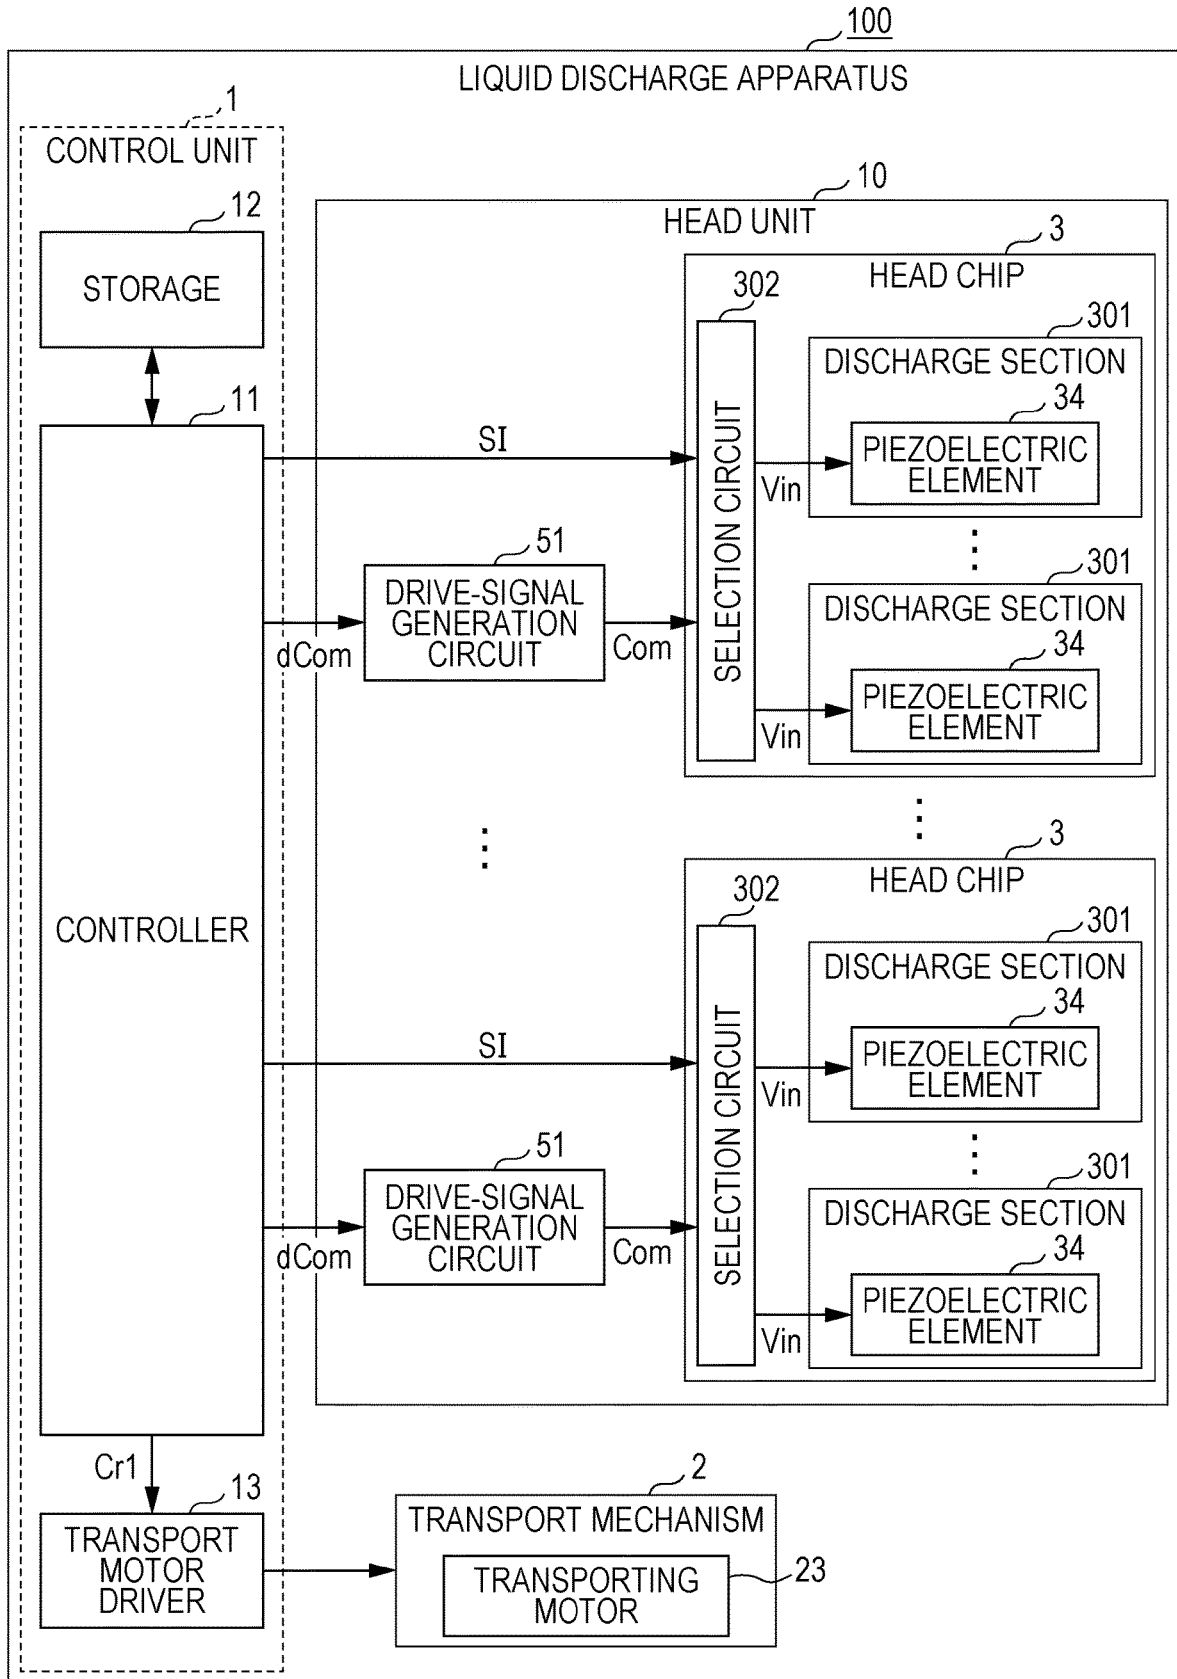 100
LIQUID DISCHARGE APPARATUS
1
CONTROL UNIT
12
STORAGE
11
CONTROLLER
10
HEAD UNIT
3
HEAD CHIP
302
SELECTION CIRCUIT
301
DISCHARGE SECTION
34
PIEZOELECTRIC
ELEMENT
SI
Vin
51
DRIVE-SIGNAL
GENERATION
CIRCUIT
dCom
Com
301
DISCHARGE SECTION
34
PIEZOELECTRIC
ELEMENT
Vin
3
HEAD CHIP
302
SELECTION CIRCUIT
301
DISCHARGE SECTION
34
PIEZOELECTRIC
ELEMENT
SI
Vin
51
DRIVE-SIGNAL
GENERATION
CIRCUIT
dCom
Com
301
DISCHARGE SECTION
34
PIEZOELECTRIC
ELEMENT
Vin
Cr1
13
TRANSPORT
MOTOR
DRIVER
2
TRANSPORT MECHANISM
TRANSPORTING
MOTOR
23